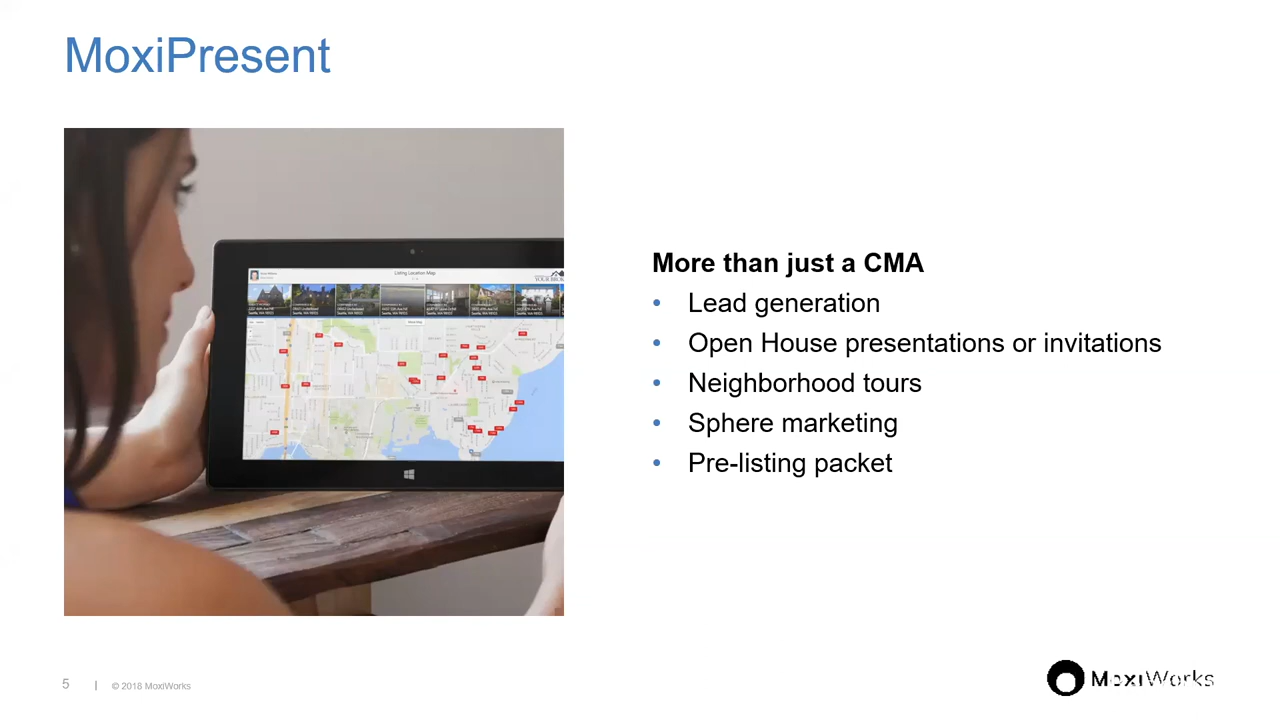 MoxiPresent
Listing Location Map
More than just a CMA
• Lead generation
• Open House presentations or invitations
• Neighborhood tours
• Sphere marketing
• Pre-listing packet
5 | © 2018 MoxiWorks
MoxiWorks